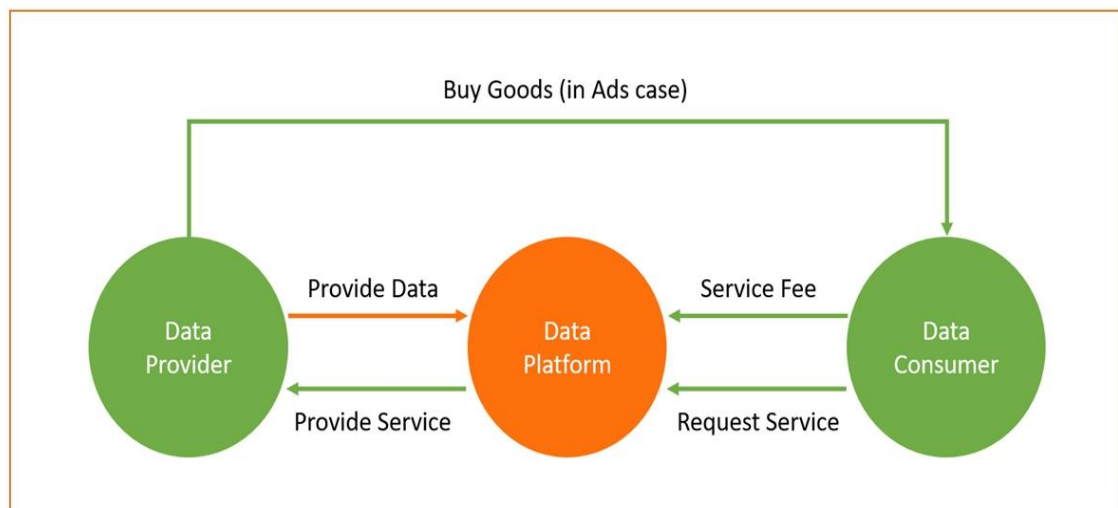 Buy Goods (in Ads case)
Provide Data
Service Fee
Data
Provider
Data
Platform
Data
Consumer
Provide Service
Request Service